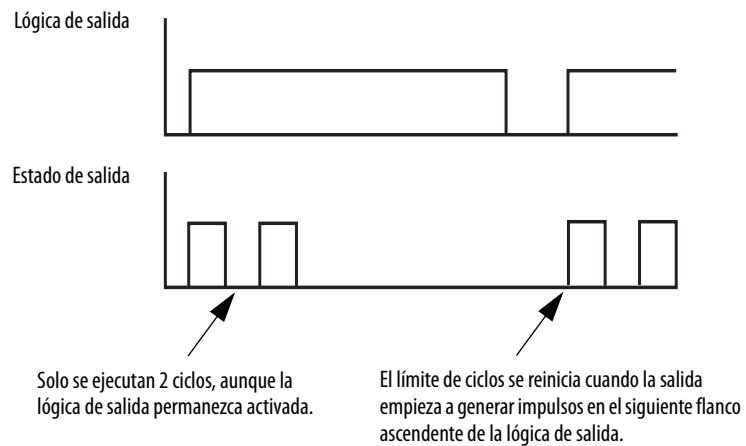 Lógica de salida
Estado de salida
Solo se ejecutan 2 ciclos, aunque la
lógica de salida permanezca activada.
El límite de ciclos se reinicia cuando la salida
empieza a generar impulsos en el siguiente flanco
ascendente de la lógica de salida.